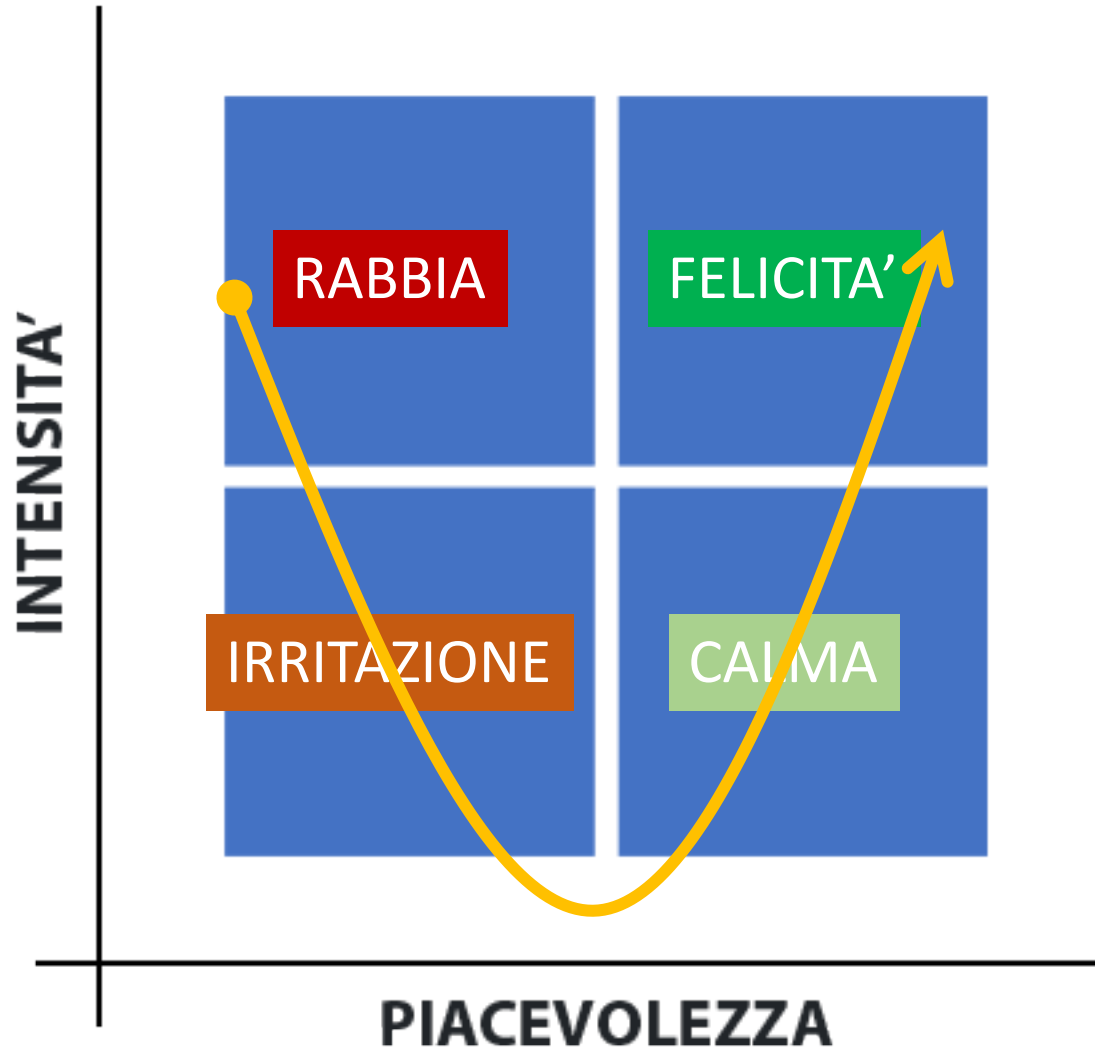 INTENSITA’
RABBIA
FELICITA’
IRRITAZIONE
CALMA
PIACEVOLEZZA